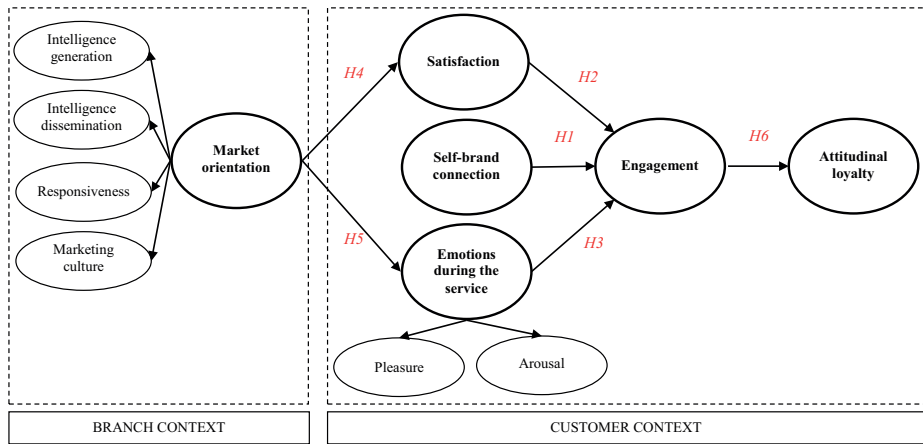 Intelligence
generation
Intelligence
dissemination
Responsiveness
Marketing
culture
Market
orientation
H4
H5
Satisfaction
Self-brand
connection
Emotions
during the
service
Pleasure
Arousal
H2
H1
H3
Engagement
H6
Attitudinal
loyalty
BRANCH CONTEXT
CUSTOMER CONTEXT